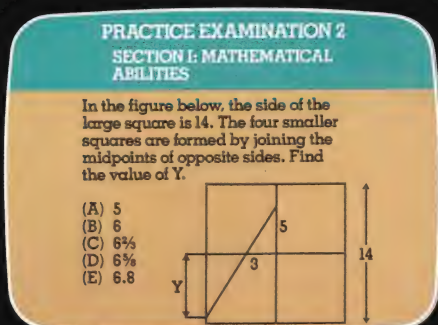 PRACTICE EXAMINATION 2
SECTION I: MATHEMATICAL
ABILITIES
In the figure below, the side of the
large square is 14. The four smaller
squares are formed by joining the
midpoints of opposite sides. Find
the value of Y.
(A) 5
(B) 6
(C) 6⅔
(D) 6⅝
(E) 6.8
5
3
14
Y